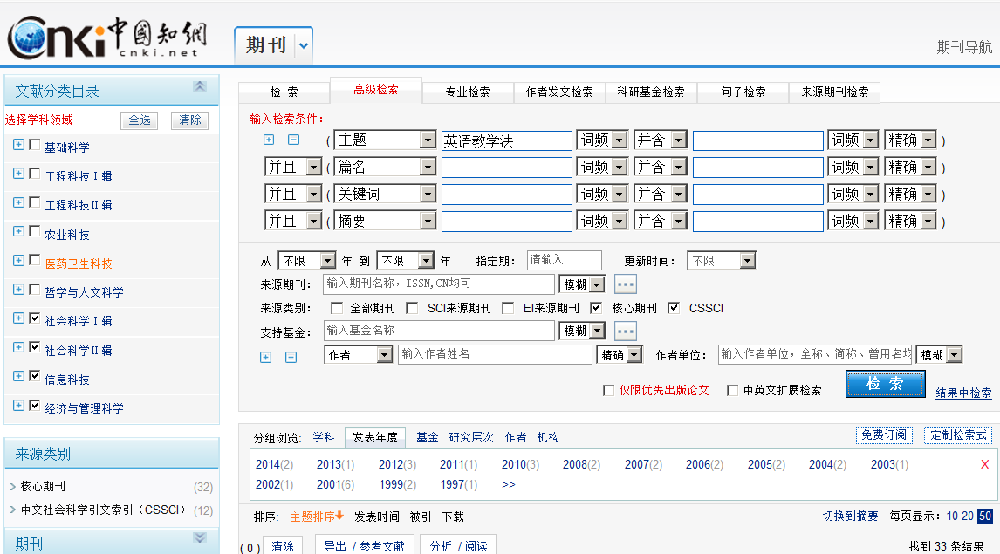 cnki 中國知網
cnki.net
期刊
期刊导航
文献分类目录
选择学科领域 全选 清除
基础科学
工程科技Ⅰ辑
工程科技Ⅱ辑
农业科技
医药卫生科技
哲学与人文科学
社会科学Ⅰ辑
社会科学Ⅱ辑
信息科技
经济与管理科学
来源类别
核心期刊 (32)
中文社会科学引文索引（CSSCI） (12)
期刊
检 索 高级检索 专业检索 作者发文检索 科研基金检索 句子检索 来源期刊检索
输入检索条件：
( 主题 英语教学法 词频 并含 词频 精确 )
并且 ( 篇名 词频 并含 词频 精确 )
并且 ( 关键词 词频 并含 词频 精确 )
并且 ( 摘要 词频 并含 词频 精确 )
从 不限 年 到 不限 年 指定期： 请输入 更新时间： 不限
来源期刊： 输入期刊名称，ISSN,CN均可 模糊 ...
来源类别： 全部期刊 SCI来源期刊 EI来源期刊 核心期刊 CSSCI
支持基金： 输入基金名称 模糊 ...
作者 输入作者姓名 精确 作者单位： 输入作者单位，全称、简称、曾用名均 模糊
仅限优先出版论文 中英文扩展检索 检 索 结果中检索
分组浏览： 学科 发表年度 基金 研究层次 作者 机构 免费订阅 定制检索式
2014(2) 2013(1) 2012(3) 2011(1) 2010(3) 2008(2) 2007(2) 2006(2) 2005(2) 2004(2) 2003(1) X
2002(1) 2001(6) 1999(2) 1997(1) >>
排序： 主题排序 发表时间 被引 下载 切换到摘要 每页显示： 10 20 50
( 0 ) 清除 导出 / 参考文献 分析 / 阅读 找到 33 条结果